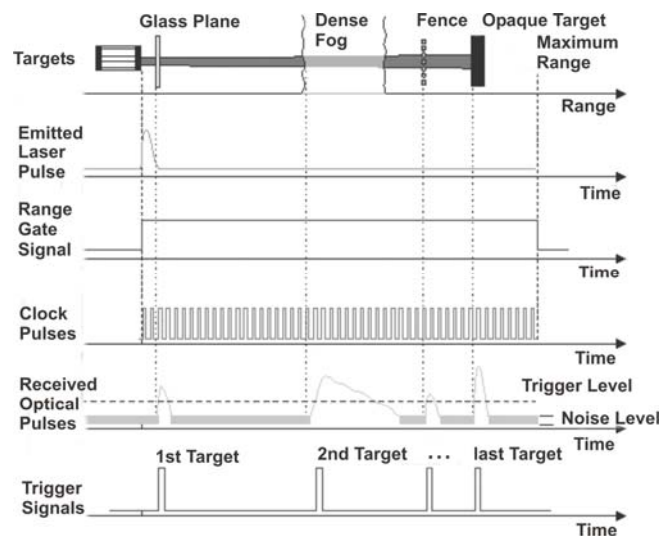 Glass Plane
Dense
Fog
Fence
Opaque Target
Maximum
Range
Targets
Range
Emitted
Laser
Pulse
Time
Range
Gate
Signal
Time
Clock
Pulses
Time
Received
Optical
Pulses
Trigger Level
Noise Level
Time
1st Target
2nd Target
...
last Target
Trigger
Signals
Time